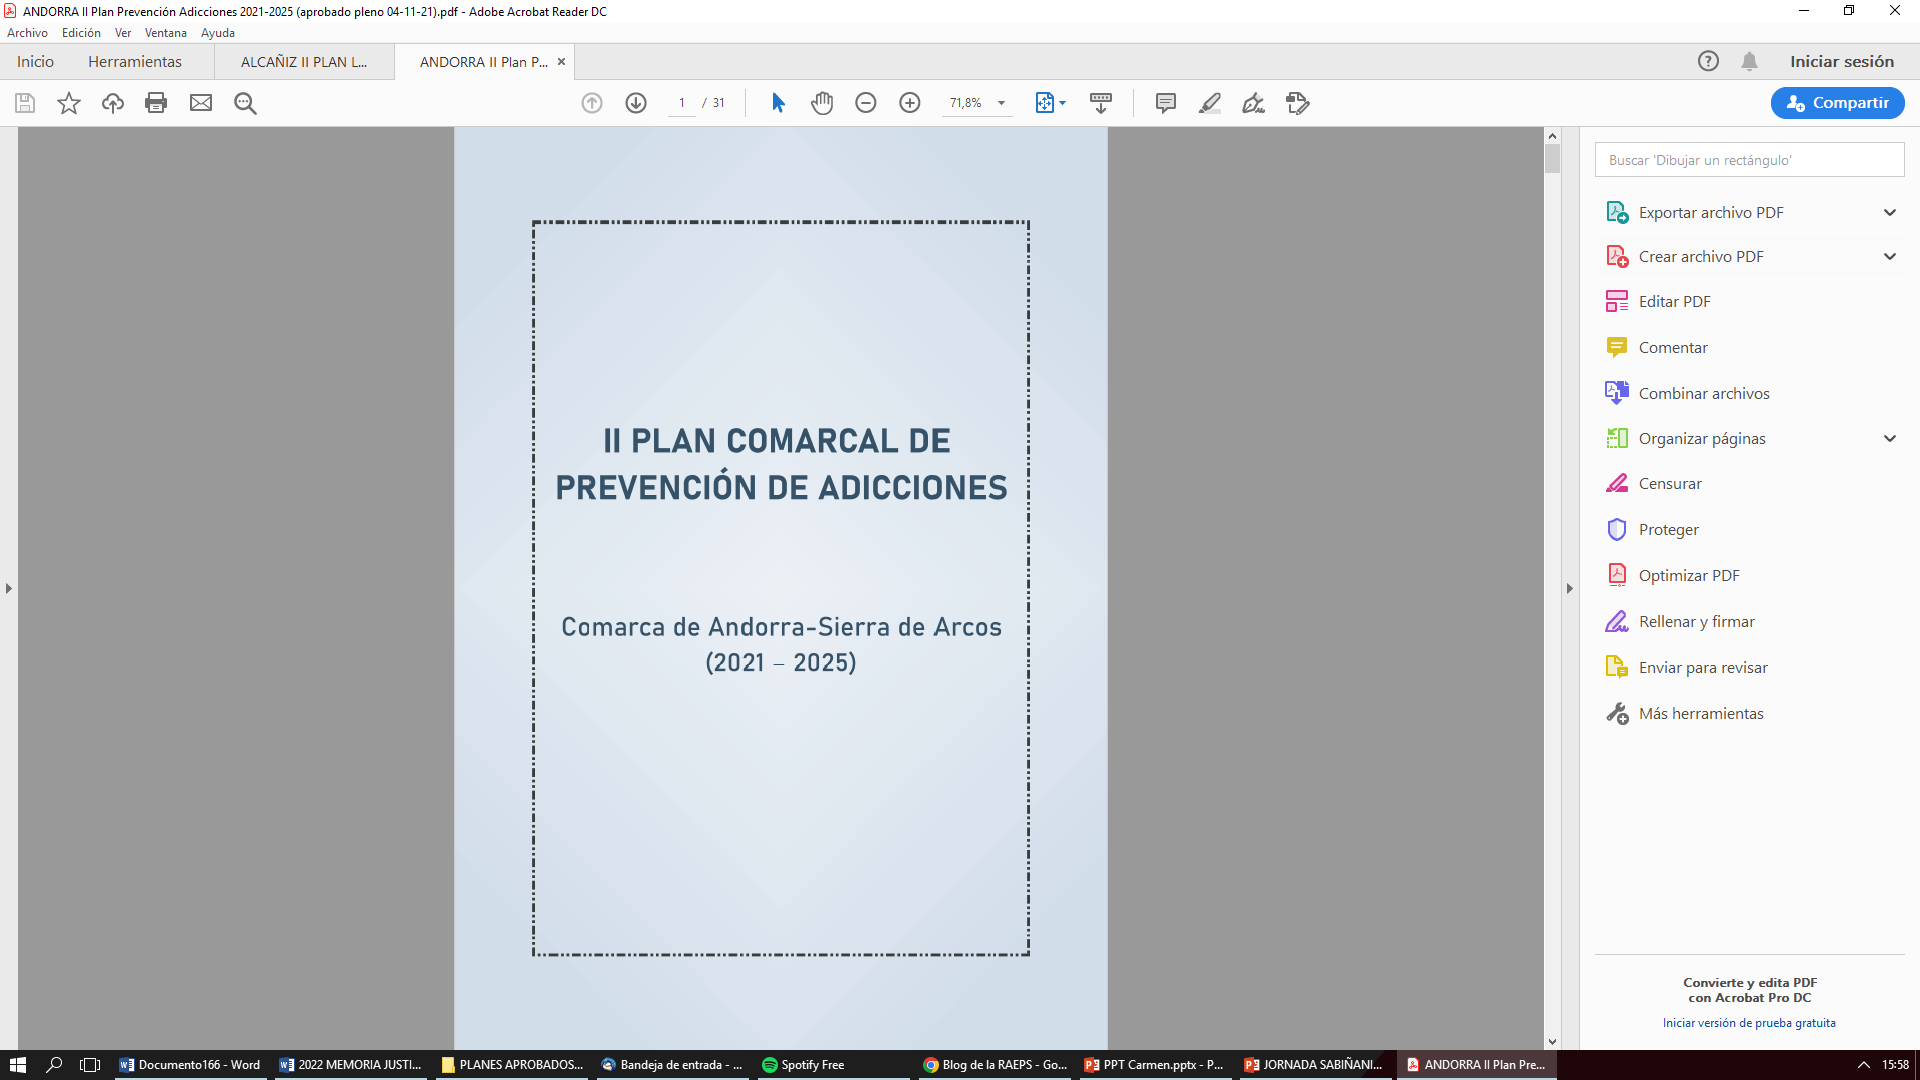 ANDORRA II Plan Prevención Adicciones 2021-2025 (aprobado pleno 04-11-21).pdf - Adobe Acrobat Reader DC
Archivo Edición Ver Ventana Ayuda
Inicio Herramientas ALCAÑIZ II PLAN L... ANDORRA II Plan P... Iniciar sesión
1 / 31 71,8% Compartir
Buscar 'Dibujar un rectángulo'
Exportar archivo PDF
Crear archivo PDF
Editar PDF
Comentar
Combinar archivos
Organizar páginas
Censurar
Proteger
Optimizar PDF
Rellenar y firmar
Enviar para revisar
Más herramientas
II PLAN COMARCAL DE
PREVENCIÓN DE ADICCIONES
Comarca de Andorra-Sierra de Arcos
(2021 – 2025)
Convierte y edita PDF
con Acrobat Pro DC
Iniciar versión de prueba gratuita
Documento166 - Word 2022 MEMORIA JUSTI... PLANES APROBADOS... Bandeja de entrada - ... Spotify Free Blog de la RAEPS - Go... PPT Carmen.pptx - P... JORNADA SABIÑANI... ANDORRA II Plan Pre... 15:58